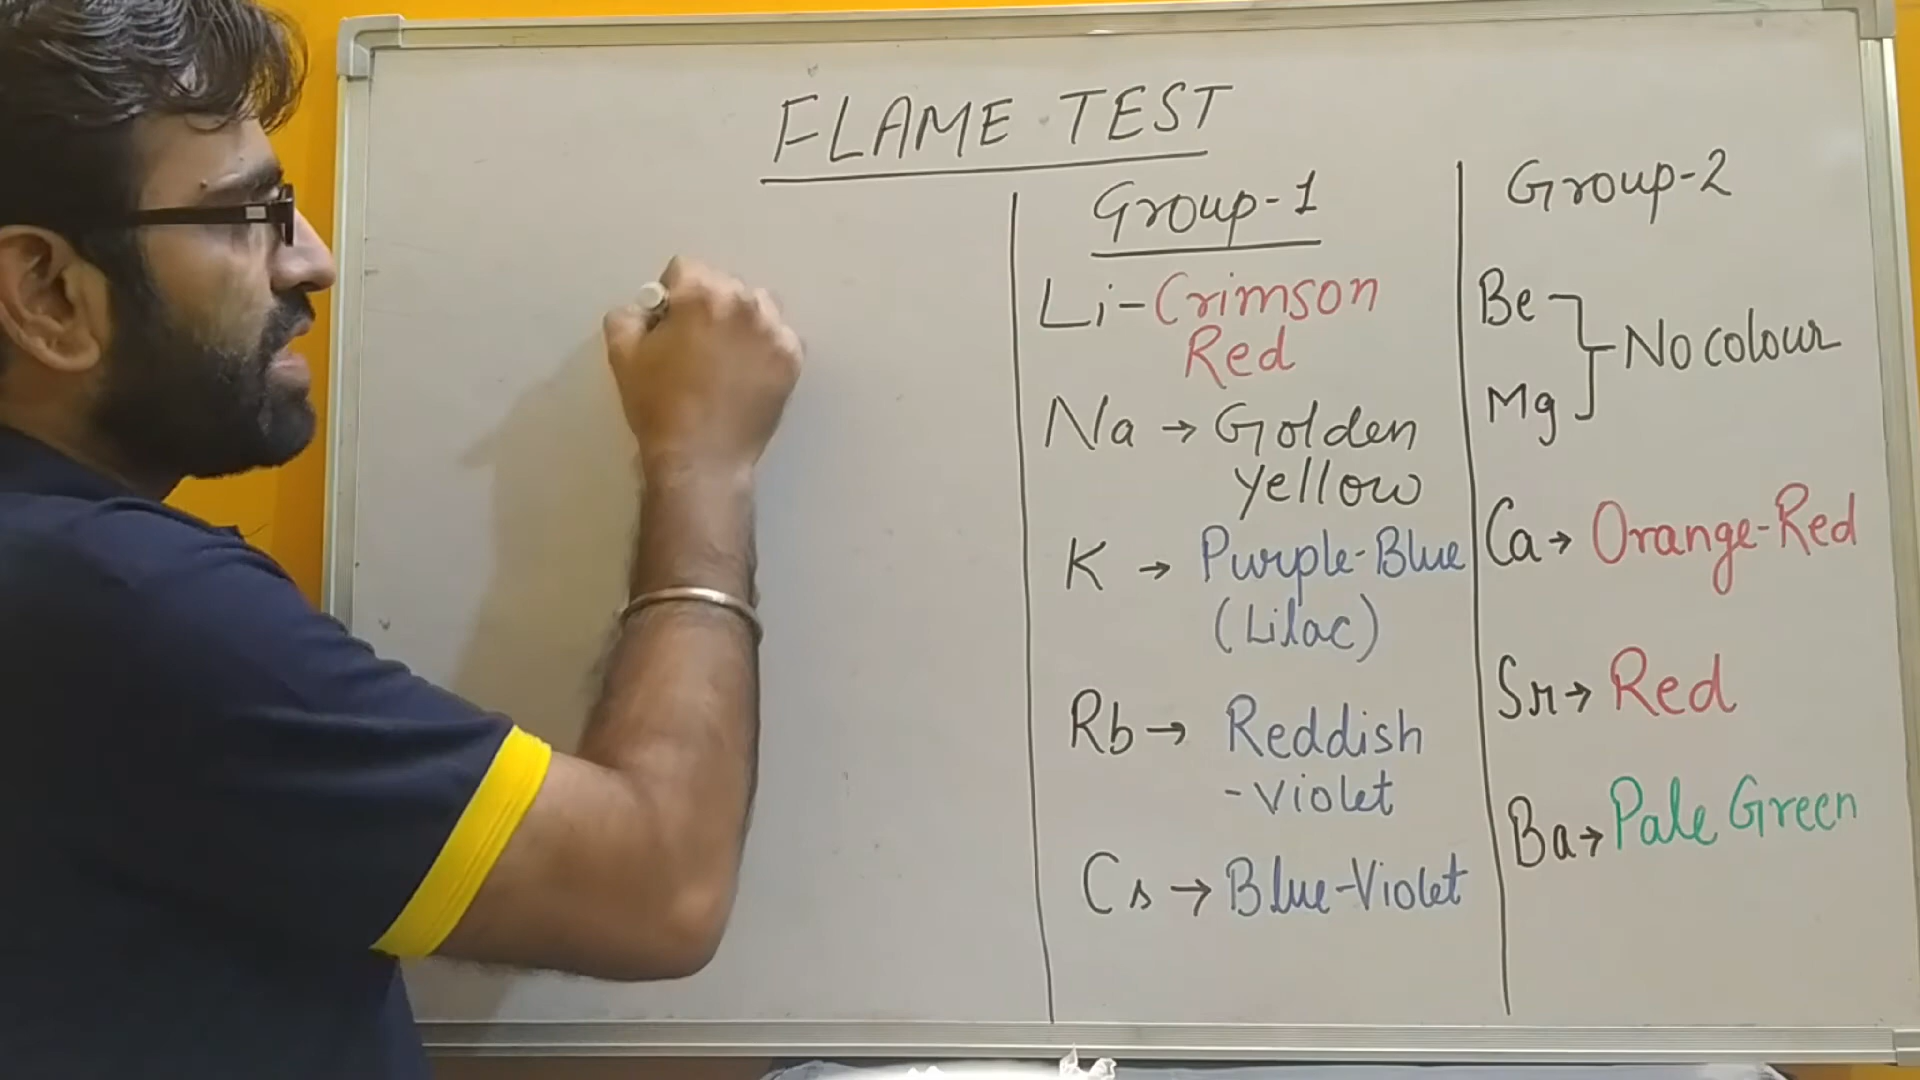 FLAME TEST
Group-1
Li-Crimson
Red
Na → Golden
yellow
K → Purple-Blue
(Lilac)
Rb → Reddish
-violet
Cs → Blue-Violet
Group-2
Be
No colour
Mg
Ca → Orange-Red
Sr → Red
Ba → Pale Green